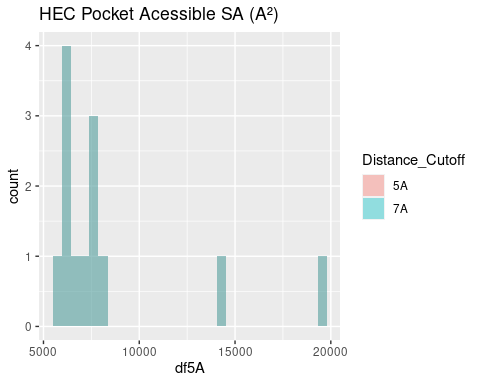 HEC Pocket Acessible SA (A²)
4
3
2
1
0
count
5000 10000 15000 20000
df5A
Distance_Cutoff
5A
7A